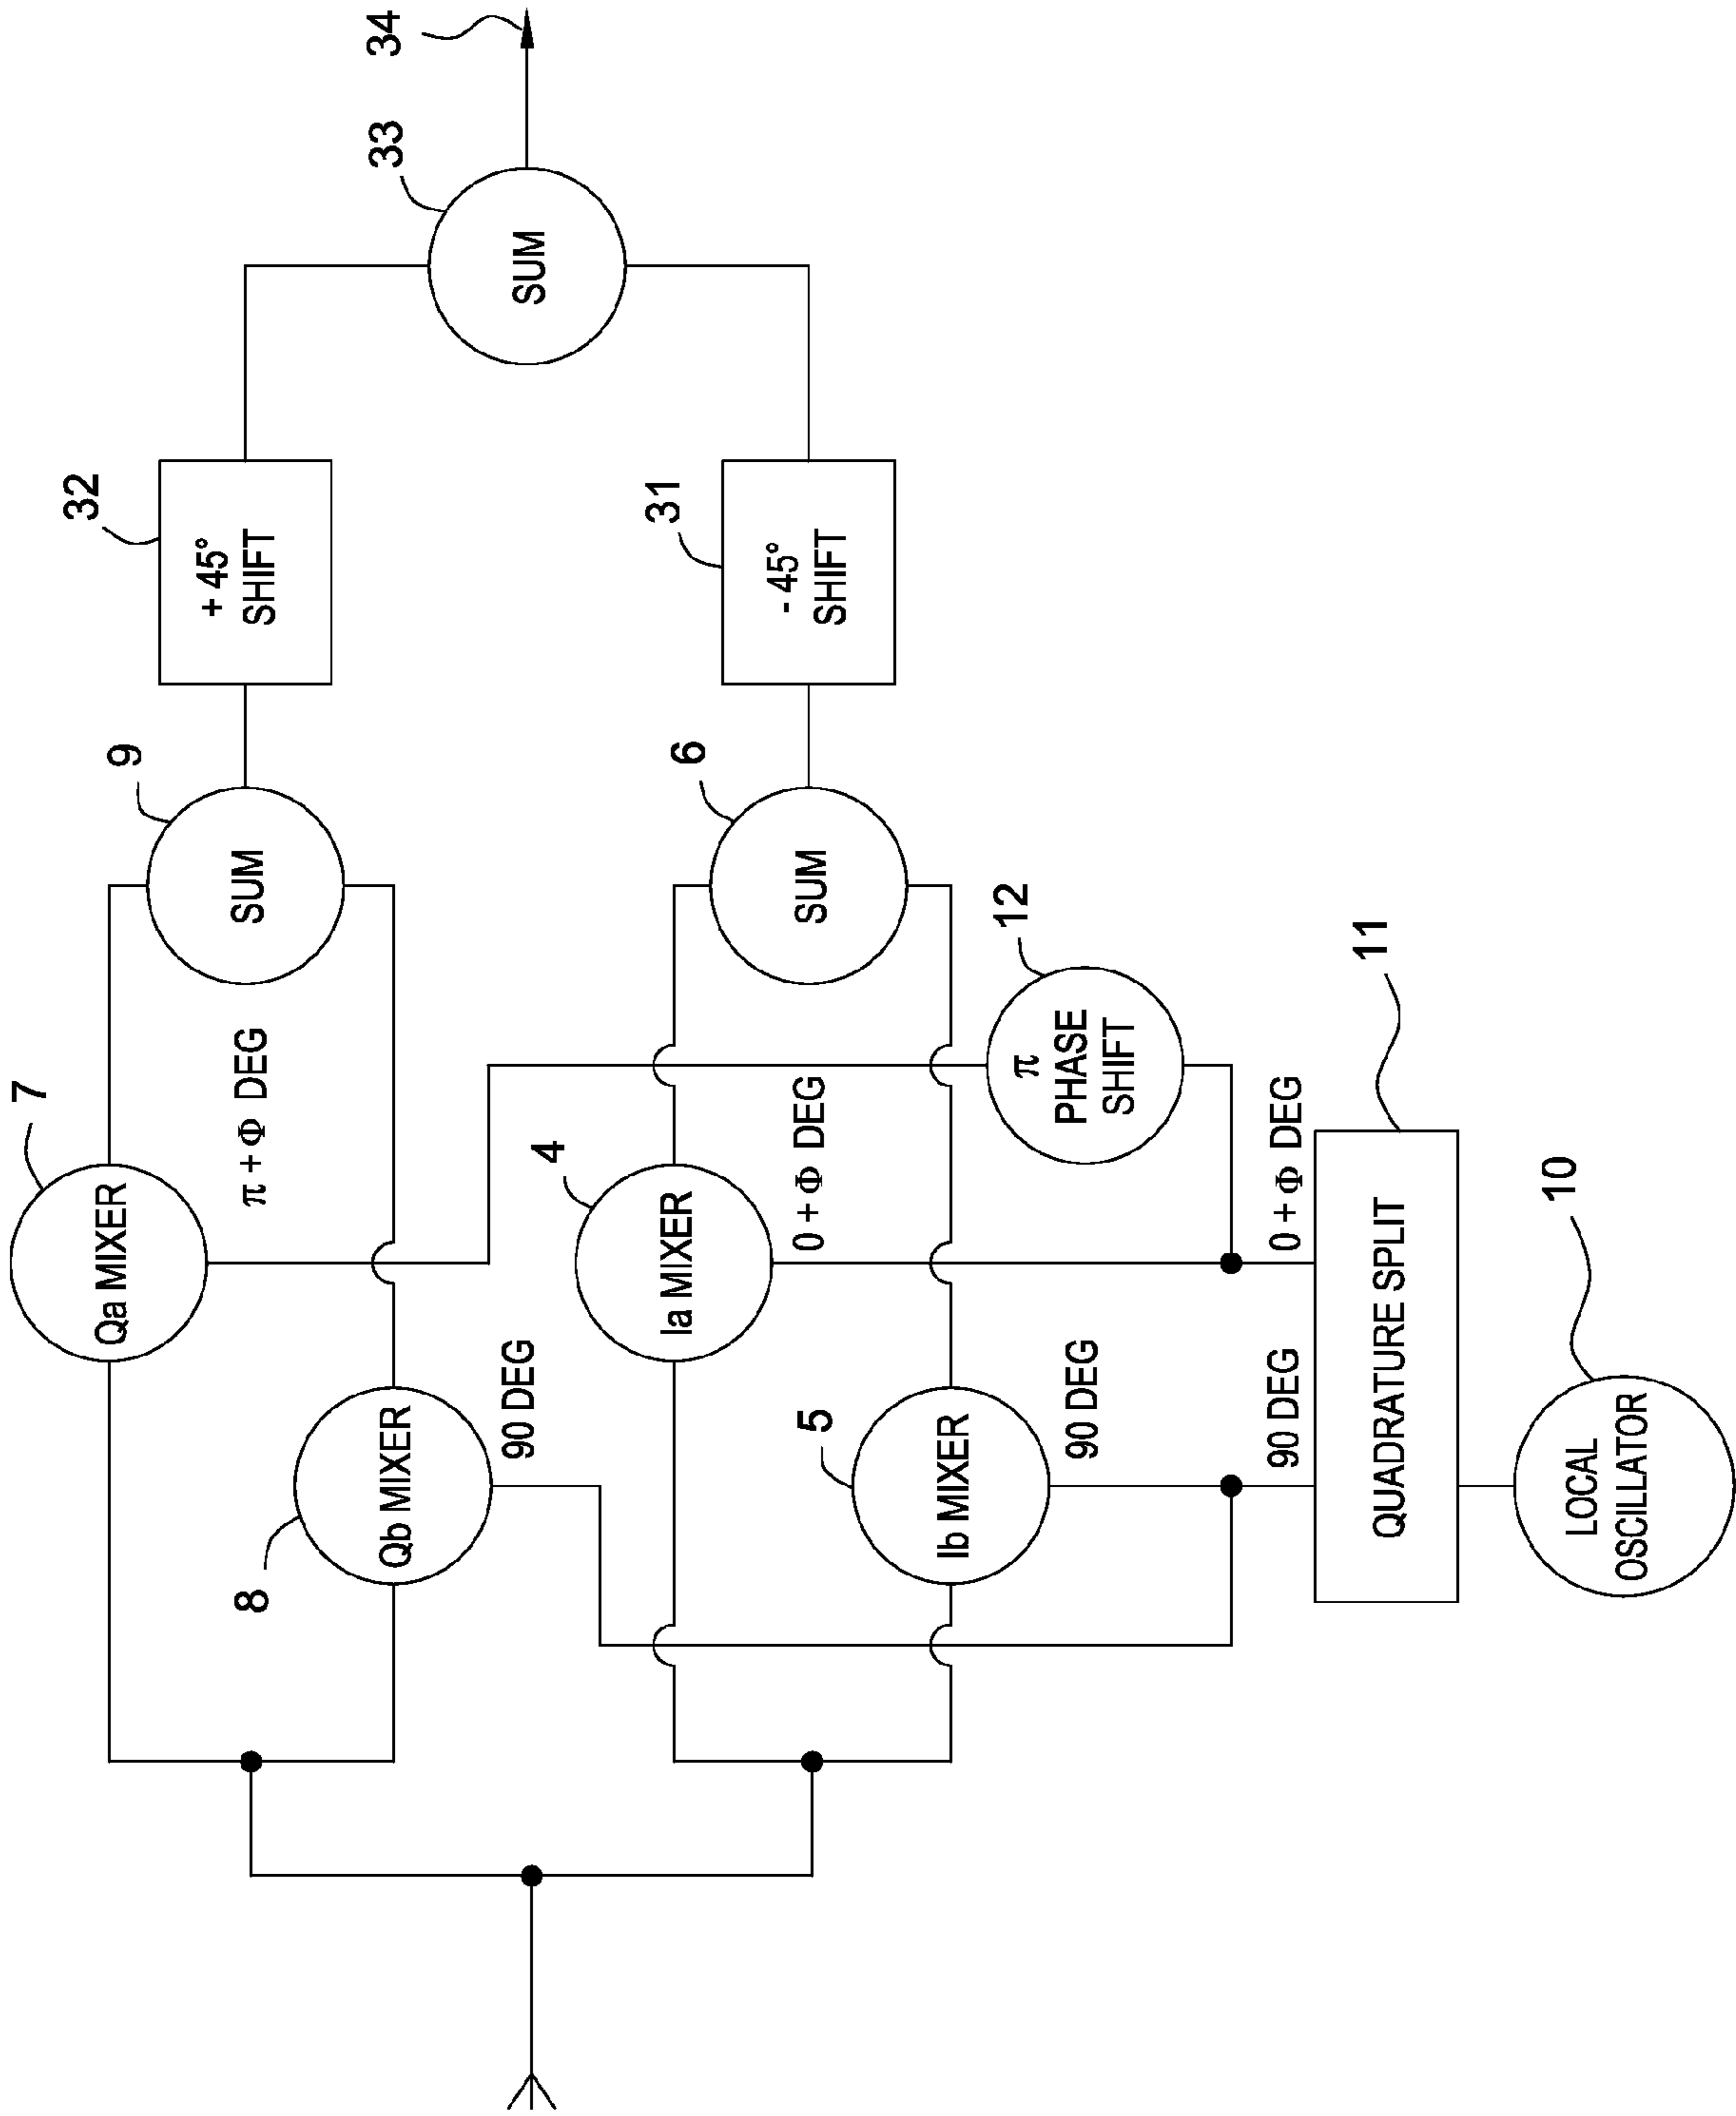 7
Qa MIXER
π + Φ DEG
9
SUM
32
+ 45°
SHIFT
33
SUM
34
8
Qb MIXER
90 DEG
4
Ia MIXER
0 + Φ DEG
6
SUM
31
- 45°
SHIFT
5
Ib MIXER
90 DEG
12
π
PHASE
SHIFT
90 DEG
0 + Φ DEG
11
QUADRATURE SPLIT
10
LOCAL
OSCILLATOR